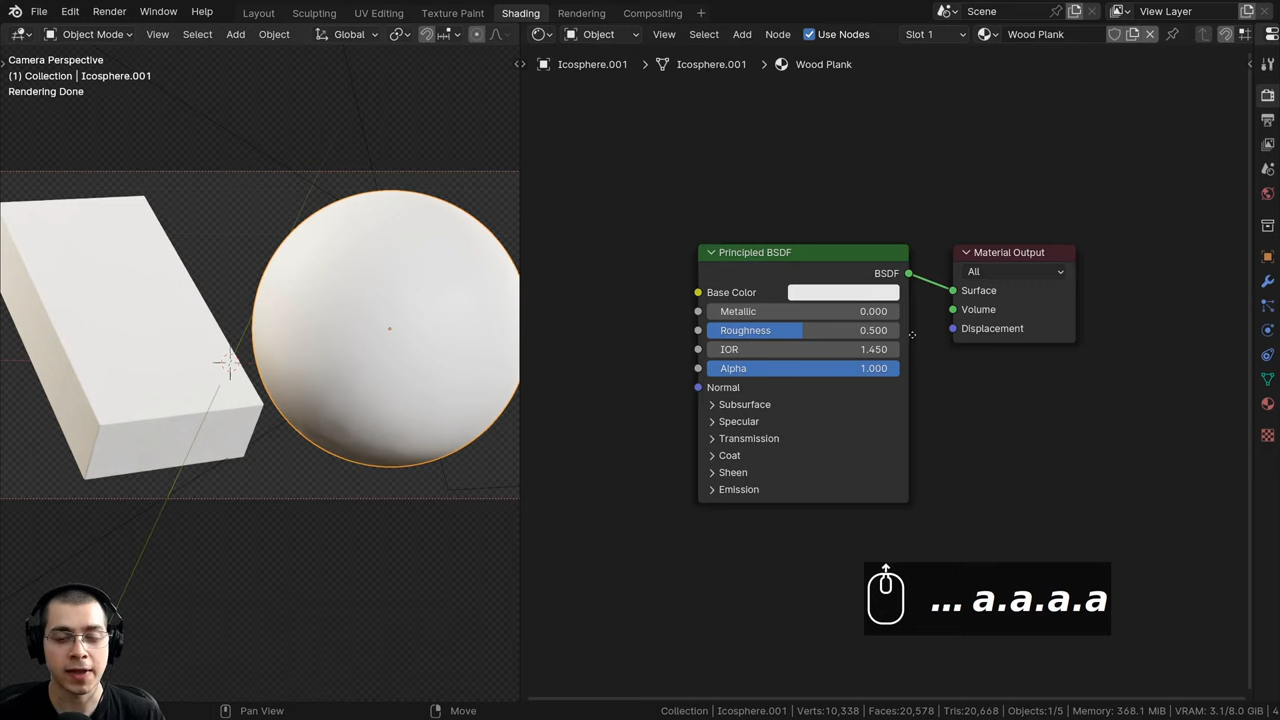 File Edit Render Window Help Layout Sculpting UV Editing Texture Paint Shading Rendering Compositing + Scene View Layer
Object Mode View Select Add Object Global Object View Select Add Node Use Nodes Slot 1 Wood Plank
Camera Perspective
(1) Collection | Icosphere.001
Rendering Done
Icosphere.001 > Icosphere.001 > Wood Plank
Principled BSDF
BSDF
Base Color
Metallic 0.000
Roughness 0.500
IOR 1.450
Alpha 1.000
Normal
Subsurface
Specular
Transmission
Coat
Sheen
Emission
Material Output
All
Surface
Volume
Displacement
... a.a.a.a
Pan View Move Collection | Icosphere.001 | Verts:10,338 | Faces:20,578 | Tris:20,668 | Objects:1/5 | Memory: 368.1 MiB | VRAM: 3.1/8.0 GiB | 4